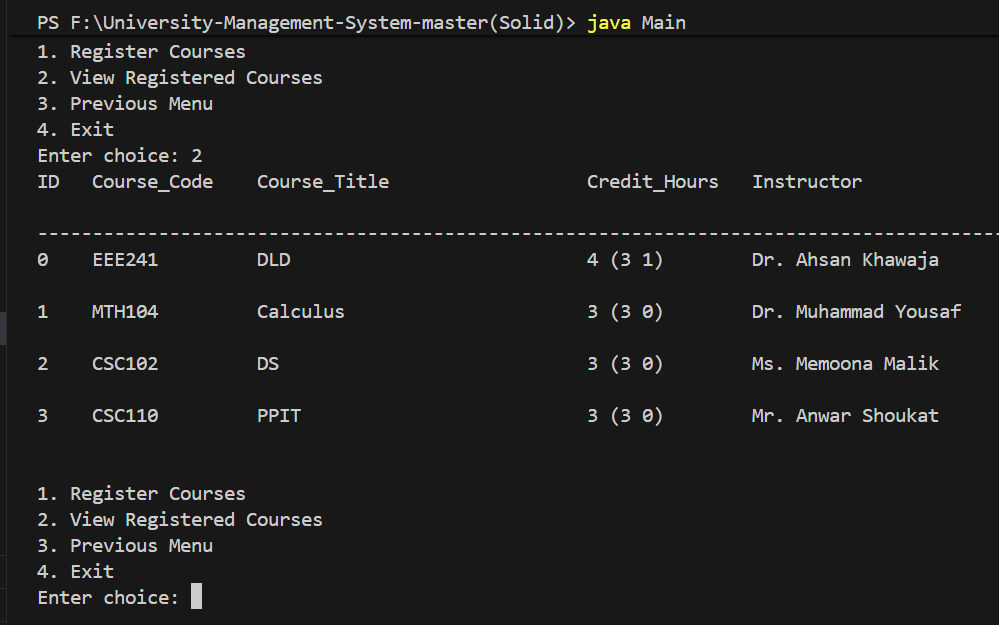 PS F:\University-Management-System-master(Solid)> java Main
1. Register Courses
2. View Registered Courses
3. Previous Menu
4. Exit
Enter choice: 2
ID   Course_Code    Course_Title                  Credit_Hours   Instructor
----------------------------------------------------------------------------------------
0    EEE241         DLD                           4 (3 1)        Dr. Ahsan Khawaja
1    MTH104         Calculus                      3 (3 0)        Dr. Muhammad Yousaf
2    CSC102         DS                            3 (3 0)        Ms. Memoona Malik
3    CSC110         PPIT                          3 (3 0)        Mr. Anwar Shoukat
1. Register Courses
2. View Registered Courses
3. Previous Menu
4. Exit
Enter choice: